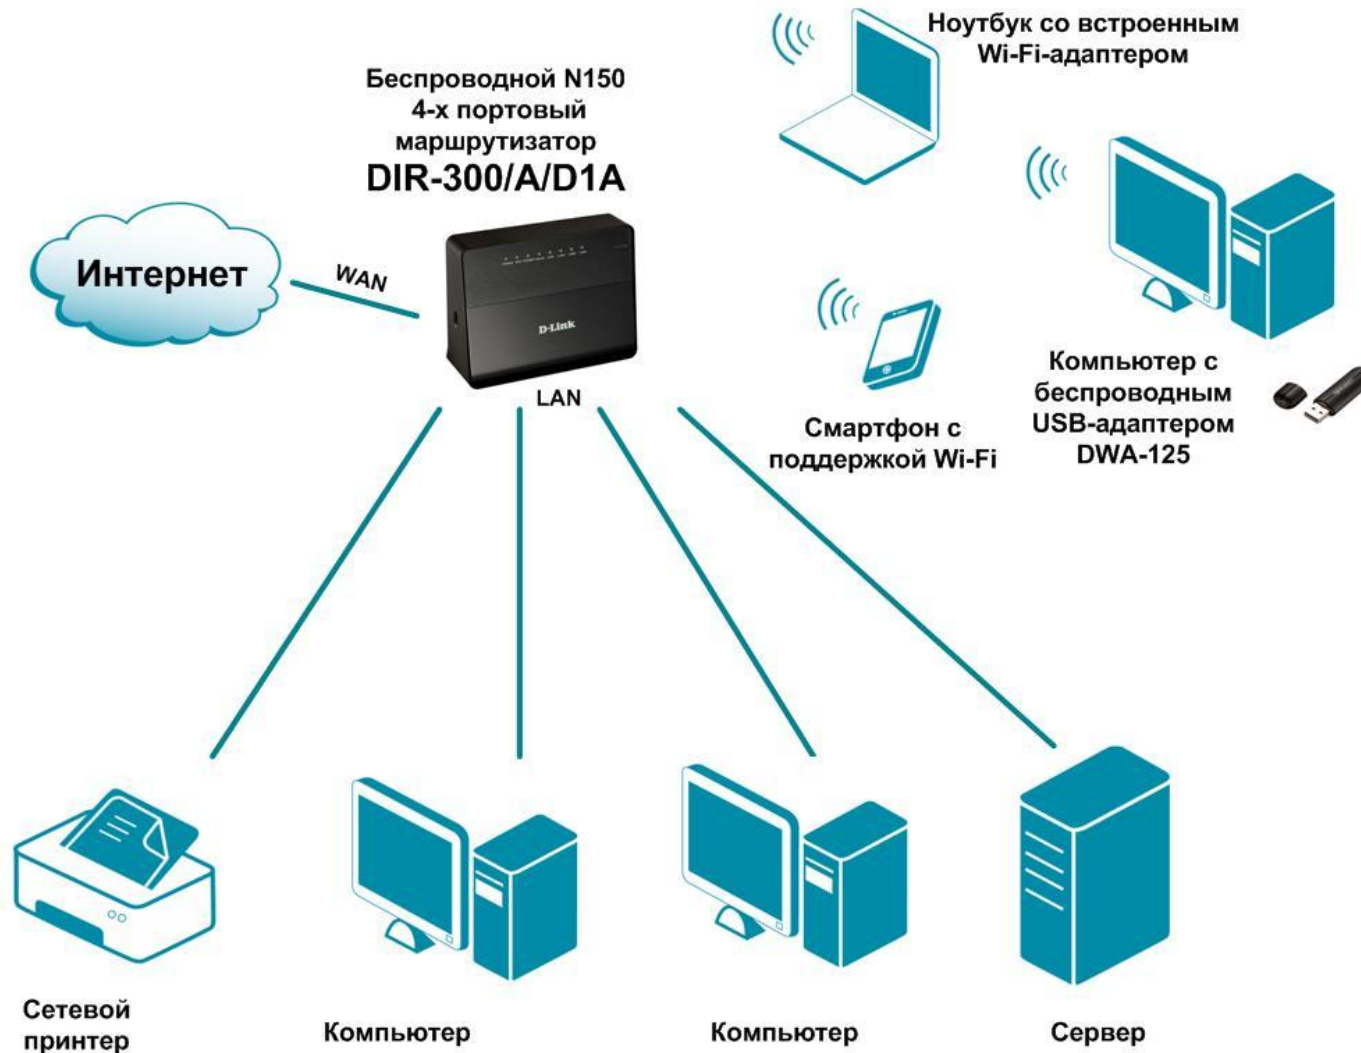 Ноутбук со встроенным
Wi-Fi-адаптером
Беспроводной N150
4-х портовый
маршрутизатор
DIR-300/A/D1A
Интернет
WAN
D-Link
LAN
Смартфон с
поддержкой Wi-Fi
Компьютер с
беспроводным
USB-адаптером
DWA-125
Сетевой
принтер
Компьютер
Компьютер
Сервер